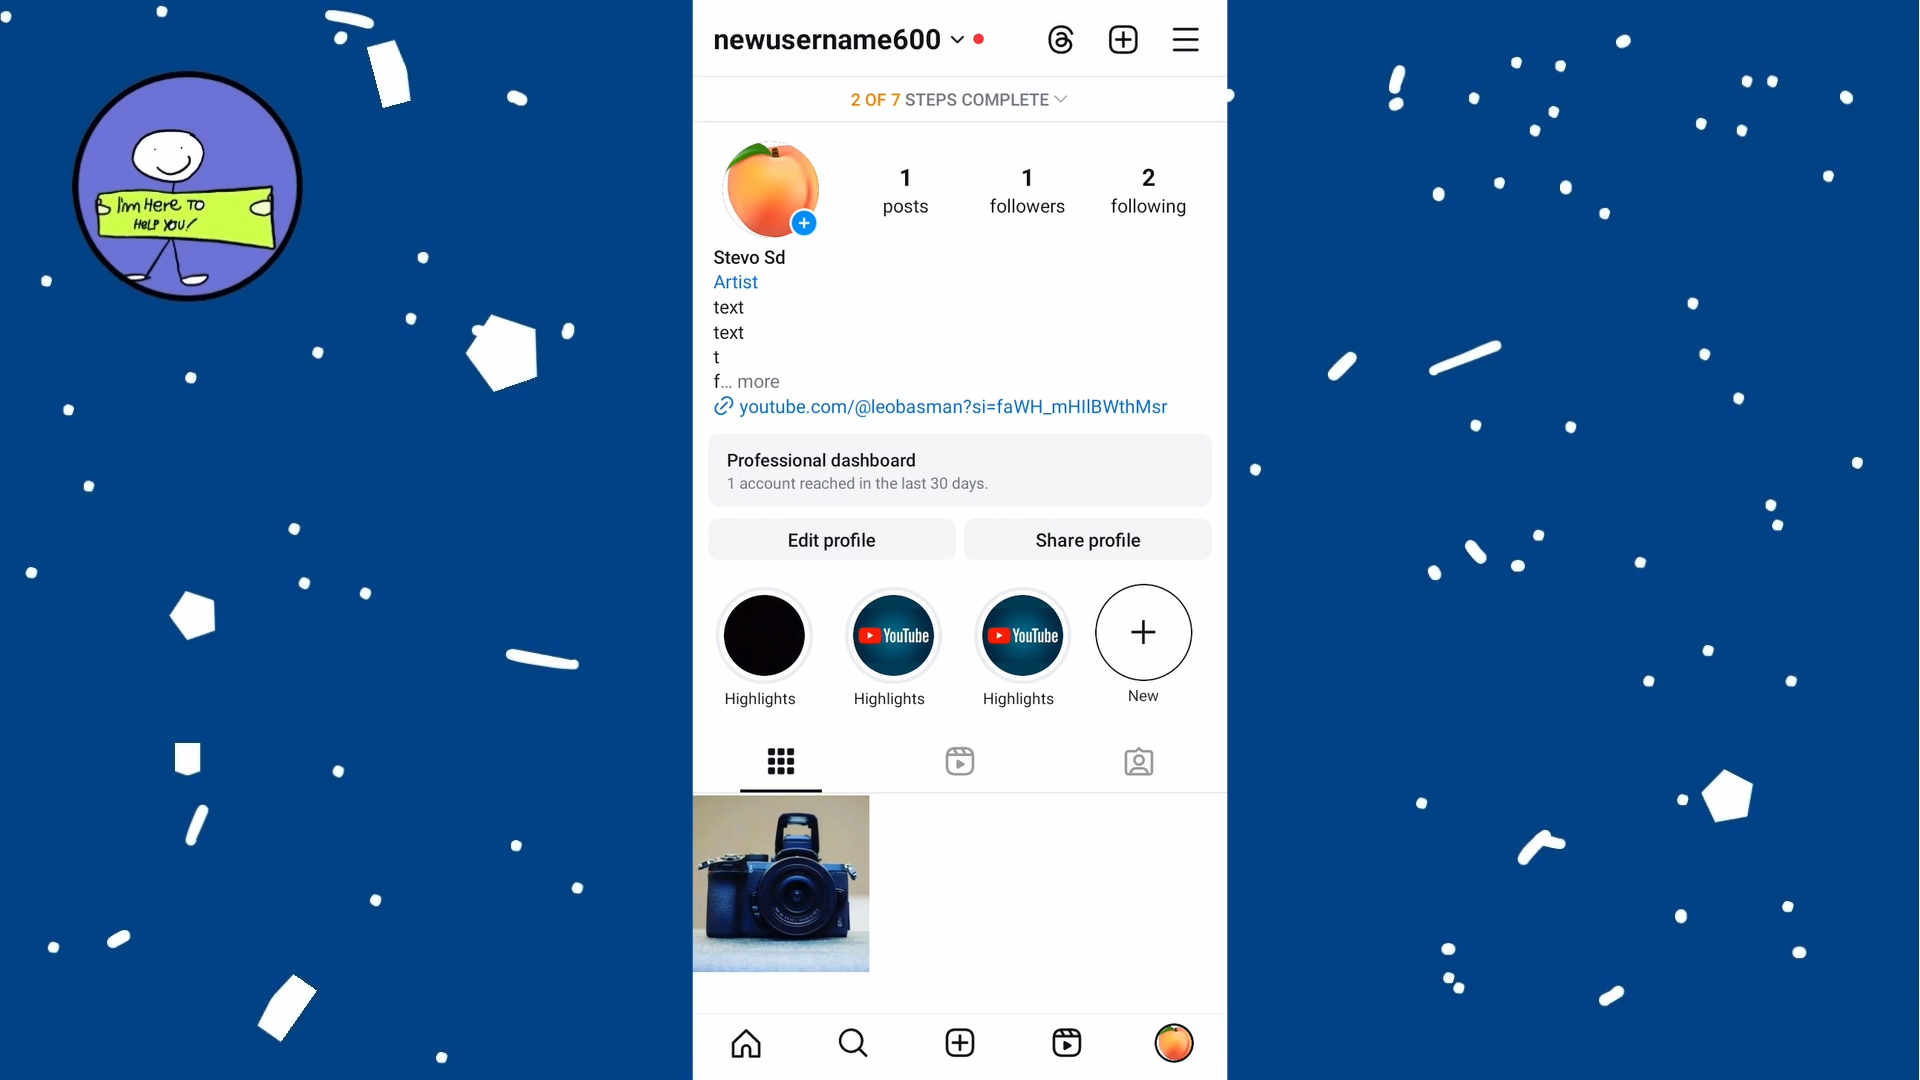 I'm Here To
HELP YOU!
newusername600
2 OF 7 STEPS COMPLETE
1
posts
1
followers
2
following
Stevo Sd
Artist
text
text
t
f... more
youtube.com/@leobasman?si=faWH_mHIlBWthMsr
Professional dashboard
1 account reached in the last 30 days.
Edit profile
Share profile
YouTube
YouTube
Highlights
Highlights
Highlights
New